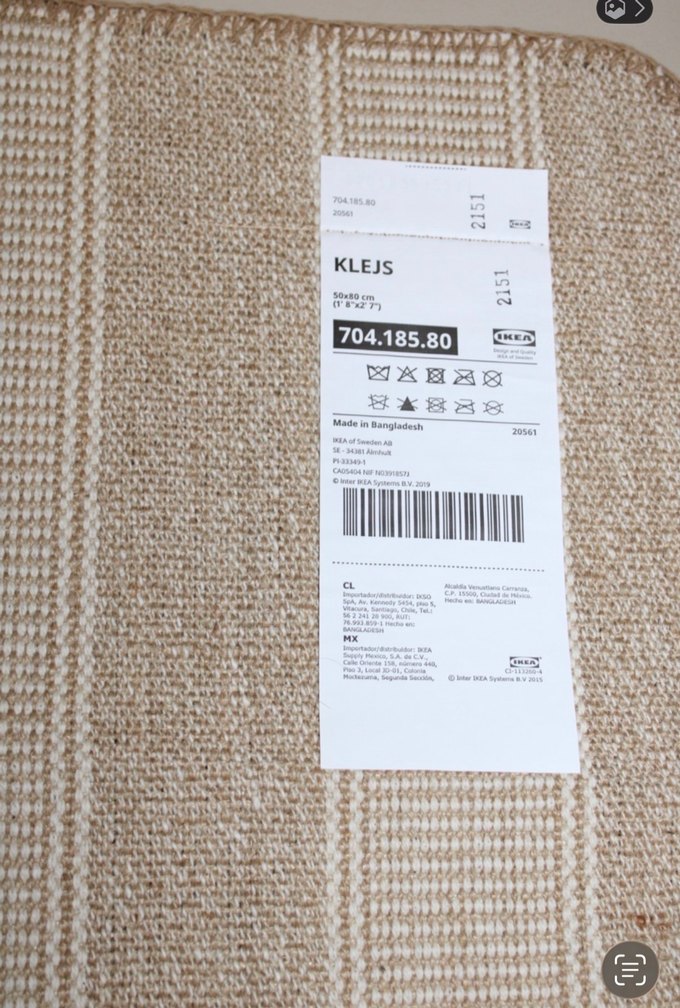 704.185.80
20561
2151
IKEA
KLEJS
2151
50x80 cm
(1' 8"x2' 7")
704.185.80
IKEA
Design and Quality
IKEA of Sweden
Made in Bangladesh
20561
IKEA of Sweden AB
SE - 34381 Älmhult
PI-33349-1
CA05404 NIF N0391857J
© Inter IKEA Systems B.V. 2019
CL
Importador/distribuidor: IKSO
SpA, Av. Kennedy 5454, piso 5,
Vitacura, Santiago, Chile, Tel.:
56 2 241 20 900, RUT:
76.993.859-1 Hecho en:
BANGLADESH
MX
Importador/distribuidor: IKEA
Supply Mexico, S.A. de C.V.,
Calle Oriente 158, número 440,
Piso 3, Local 3D-01, Colonia
Moctezuma, Segunda Sección,
Alcaldía Venustiano Carranza,
C.P. 15500, Ciudad de México.
Hecho en: BANGLADESH
IKEA
CI-113260-4
© Inter IKEA Systems B.V 2015